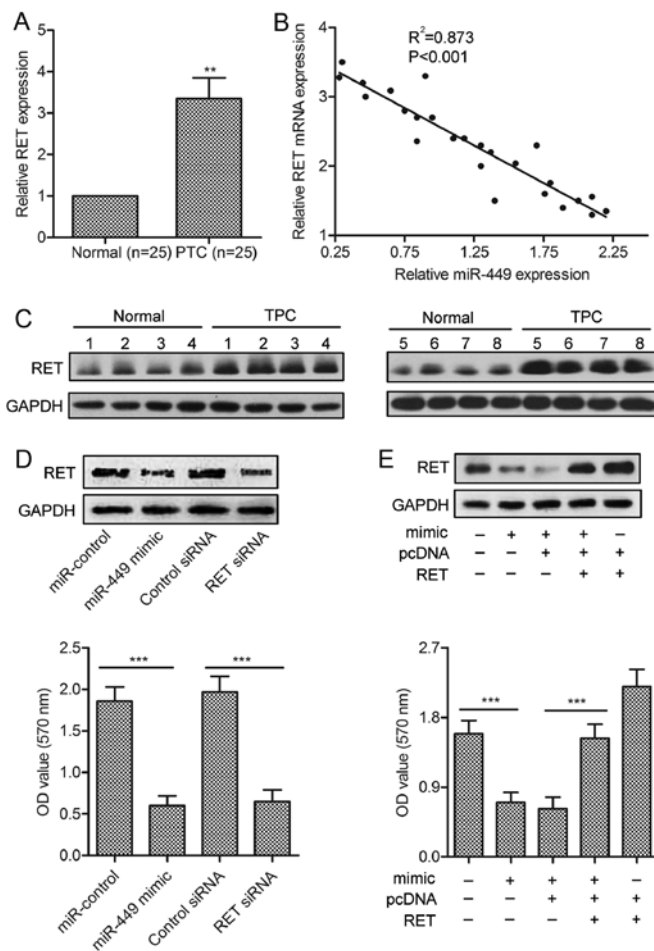 A
Relative RET expression
5
4
3
2
1
0
**
Normal (n=25) PTC (n=25)
B
R²=0.873
P<0.001
Relative RET mRNA expression
4
3
2
1
0.25 0.75 1.25 1.75 2.25
Relative miR-449 expression
C
Normal TPC
1 2 3 4 1 2 3 4
RET
GAPDH
Normal TPC
5 6 7 8 5 6 7 8
D
RET
GAPDH
miR-control
miR-449 mimic
Control siRNA
RET siRNA
OD value (570 nm)
2.5
2.0
1.5
1.0
0.5
0.0
*** ***
miR-control
miR-449 mimic
Control siRNA
RET siRNA
E
RET
GAPDH
mimic – + + + –
pcDNA – – + + +
RET – – – + +
OD value (570 nm)
2.7
1.8
0.9
0.0
*** ***
mimic – + + + –
pcDNA – – + + +
RET – – – + +